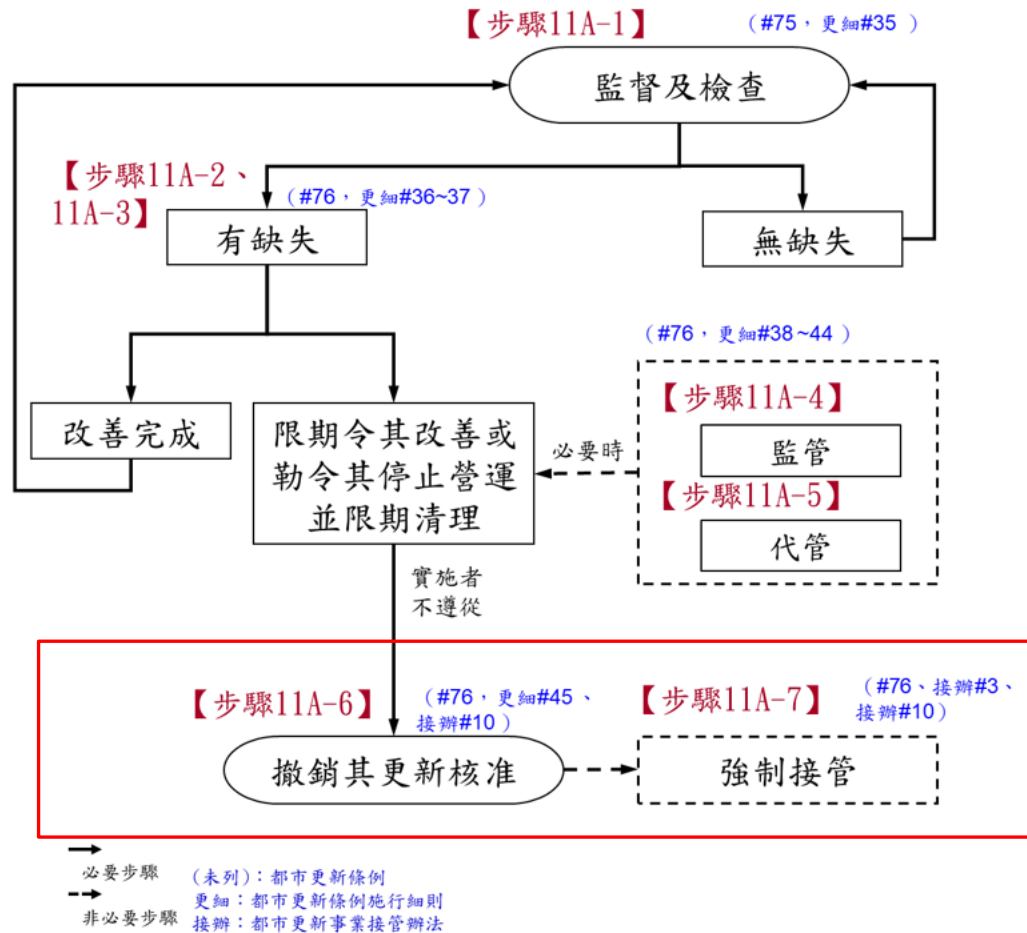 【步驟11A-1】
（#75，更細#35 ）
監督及檢查
【步驟11A-2、
11A-3】
（#76，更細#36~37 ）
有缺失
無缺失
（#76，更細#38~44 ）
改善完成
限期令其改善或
勒令其停止營運
並限期清理
必要時
【步驟11A-4】
監管
【步驟11A-5】
代管
實施者
不遵從
【步驟11A-6】
（#76，更細#45、
接辦#10）
【步驟11A-7】
（#76、接辦#3、
接辦#10）
撤銷其更新核准
強制接管
必要步驟
非必要步驟
(未列)：都市更新條例
更細：都市更新條例施行細則
接辦：都市更新事業接管辦法